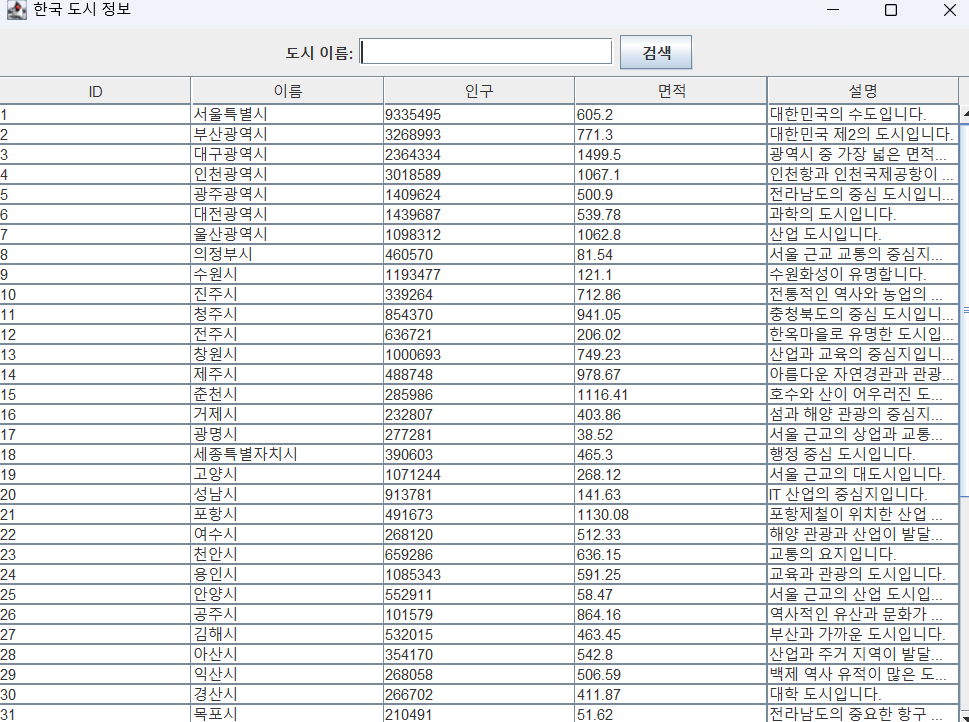 한국 도시 정보
도시 이름: 검색
ID 이름 인구 면적 설명
1 서울특별시 9335495 605.2 대한민국의 수도입니다.
2 부산광역시 3268993 771.3 대한민국 제2의 도시입니다.
3 대구광역시 2364334 1499.5 광역시 중 가장 넓은 면적...
4 인천광역시 3018589 1067.1 인천항과 인천국제공항이 ...
5 광주광역시 1409624 500.9 전라남도의 중심 도시입니...
6 대전광역시 1439687 539.78 과학의 도시입니다.
7 울산광역시 1098312 1062.8 산업 도시입니다.
8 의정부시 460570 81.54 서울 근교 교통의 중심지...
9 수원시 1193477 121.1 수원화성이 유명합니다.
10 진주시 339264 712.86 전통적인 역사와 농업의 ...
11 청주시 854370 941.05 충청북도의 중심 도시입니...
12 전주시 636721 206.02 한옥마을로 유명한 도시입...
13 창원시 1000693 749.23 산업과 교육의 중심지입니...
14 제주시 488748 978.67 아름다운 자연경관과 관광...
15 춘천시 285986 1116.41 호수와 산이 어우러진 도...
16 거제시 232807 403.86 섬과 해양 관광의 중심지...
17 광명시 277281 38.52 서울 근교의 상업과 교통...
18 세종특별자치시 390603 465.3 행정 중심 도시입니다.
19 고양시 1071244 268.12 서울 근교의 대도시입니다.
20 성남시 913781 141.63 IT 산업의 중심지입니다.
21 포항시 491673 1130.08 포항제철이 위치한 산업 ...
22 여수시 268120 512.33 해양 관광과 산업이 발달...
23 천안시 659286 636.15 교통의 요지입니다.
24 용인시 1085343 591.25 교육과 관광의 도시입니다.
25 안양시 552911 58.47 서울 근교의 산업 도시입...
26 공주시 101579 864.16 역사적인 유산과 문화가 ...
27 김해시 532015 463.45 부산과 가까운 도시입니다.
28 아산시 354170 542.8 산업과 주거 지역이 발달...
29 익산시 268058 506.59 백제 역사 유적이 많은 도...
30 경산시 266702 411.87 대학 도시입니다.
31 목포시 210491 51.62 전라남도의 중요한 항구 ...